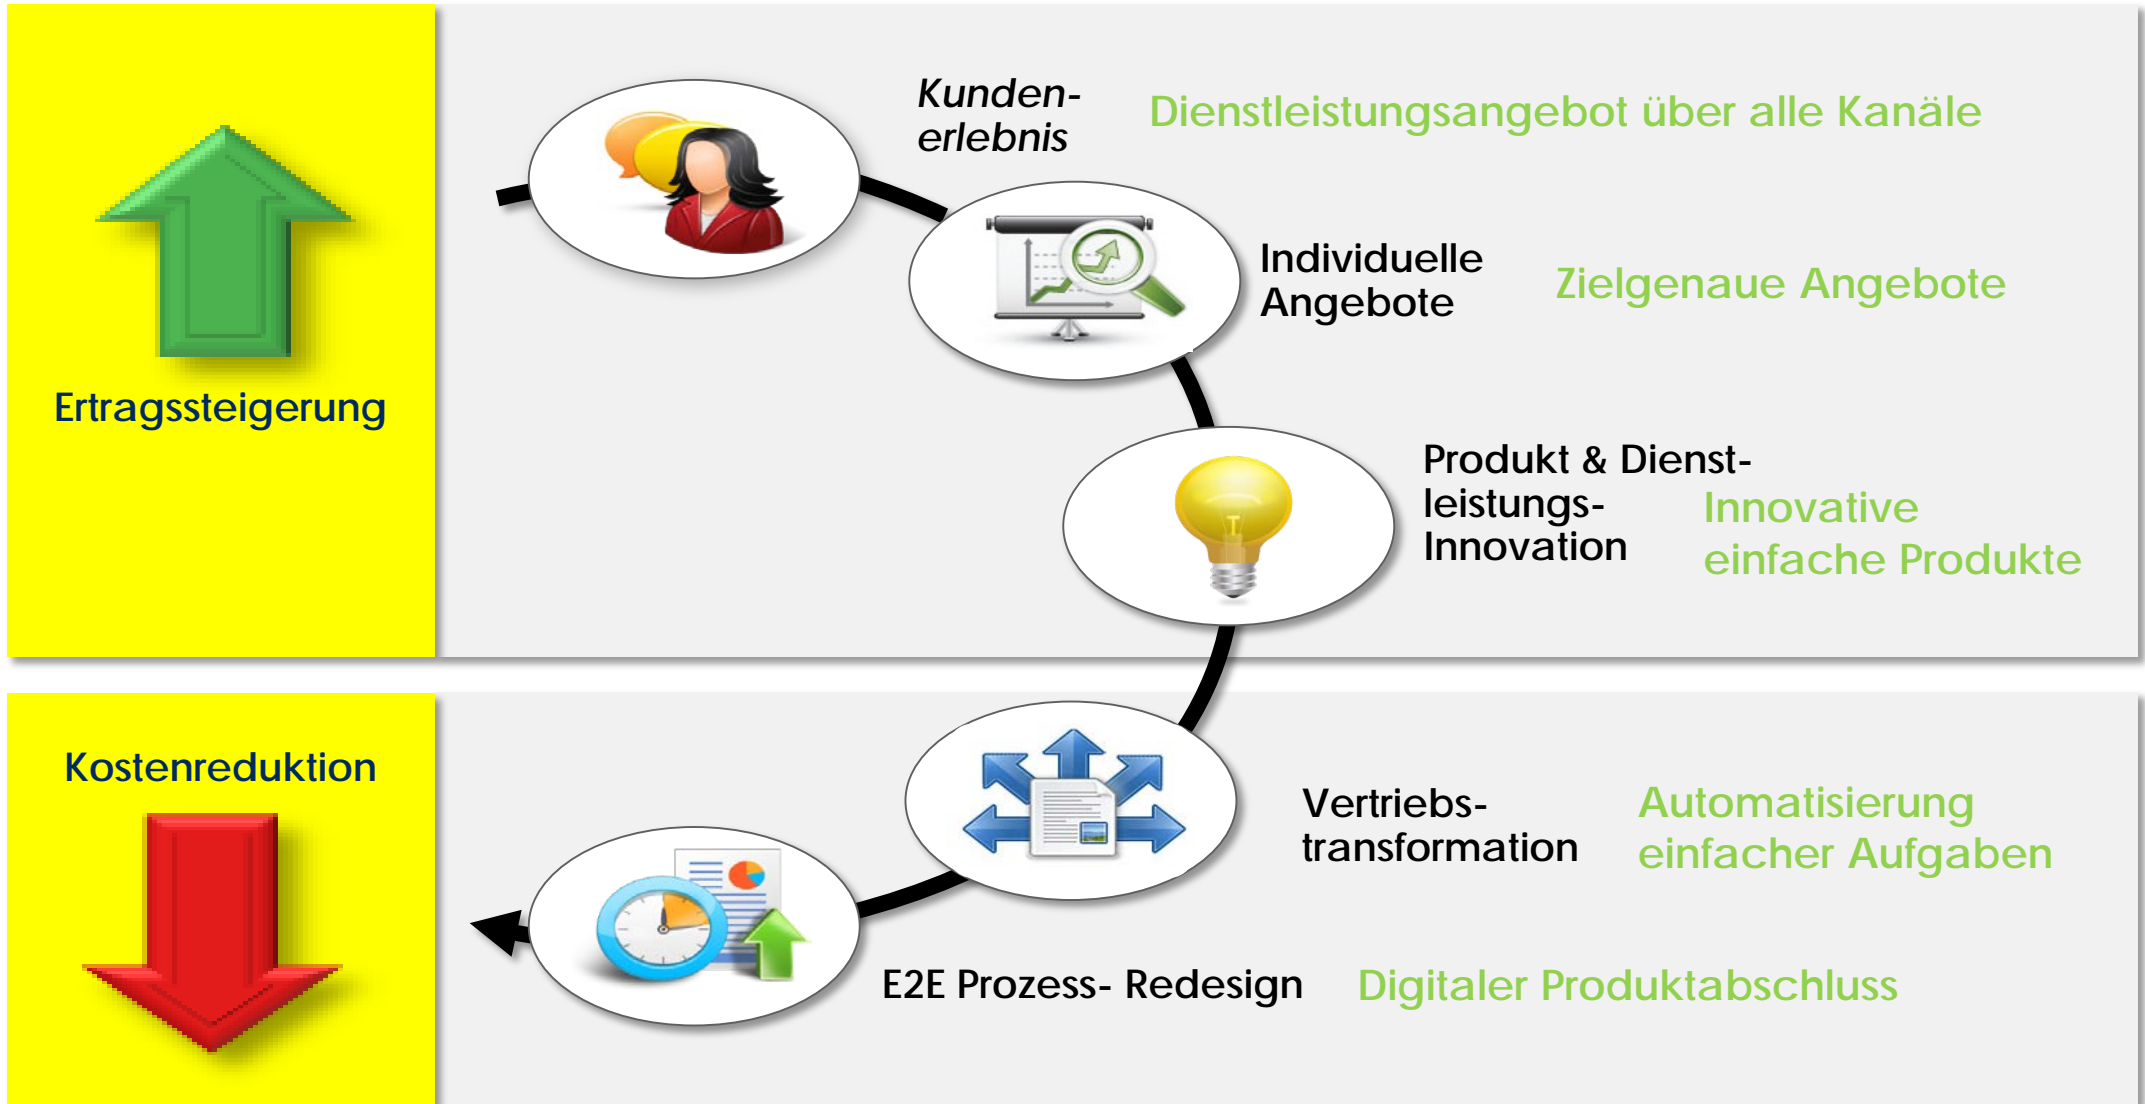 Kunden-
erlebnis
Dienstleistungsangebot über alle Kanäle
Individuelle
Angebote
Zielgenaue Angebote
Ertragssteigerung
Produkt & Dienst-
leistungs-
Innovation
Innovative
einfache Produkte
Kostenreduktion
Vertriebs-
transformation
Automatisierung
einfacher Aufgaben
E2E Prozess- Redesign
Digitaler Produktabschluss